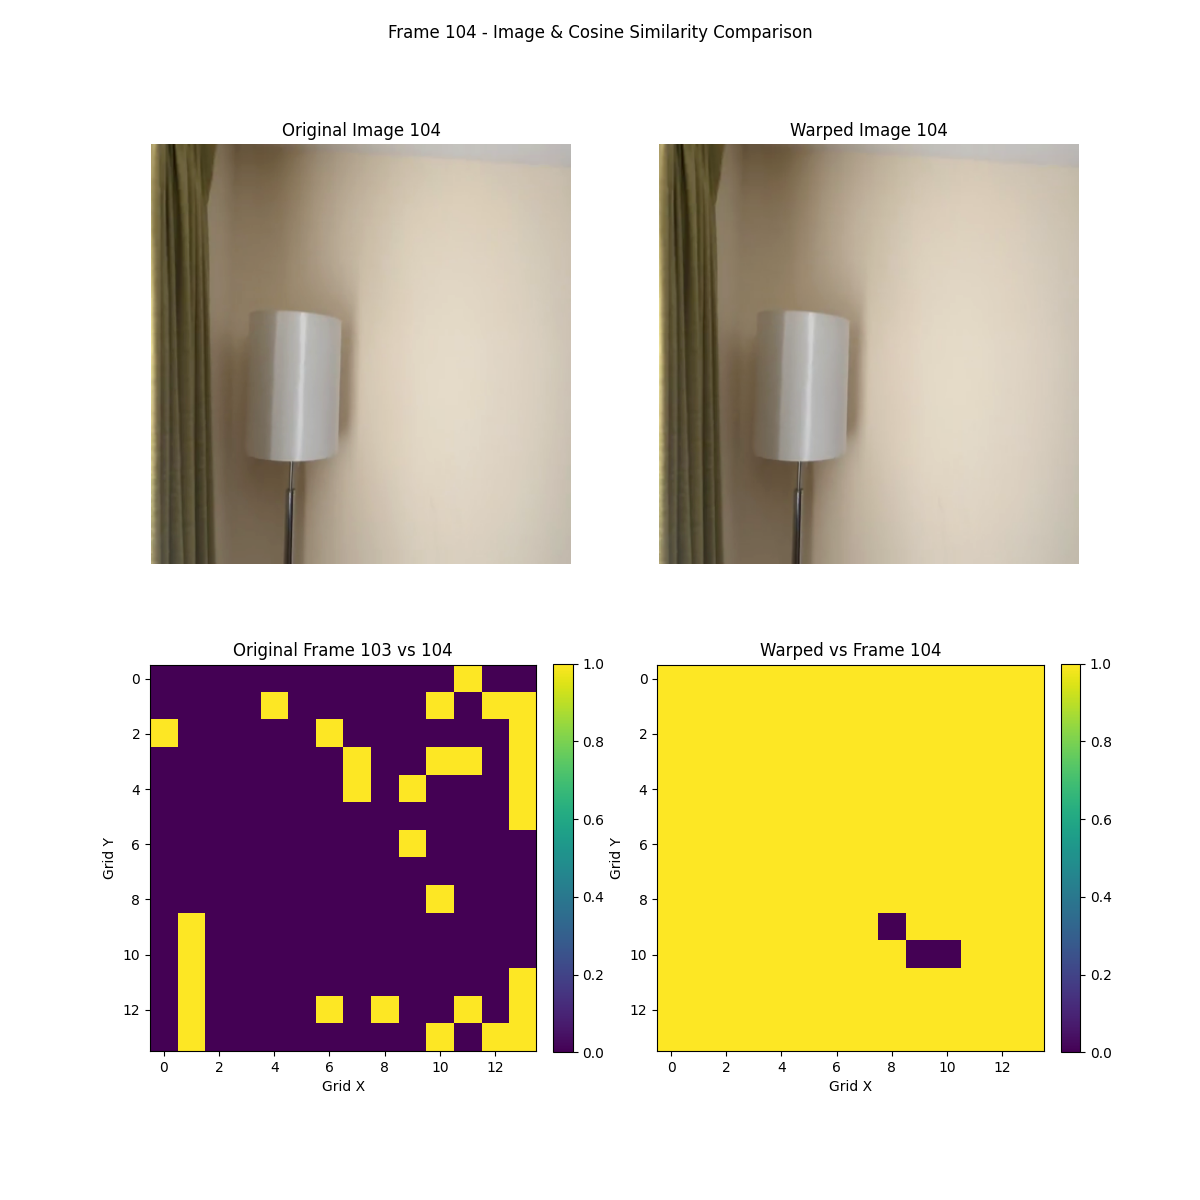 Frame 104 - Image & Cosine Similarity Comparison
Original Image 104
Warped Image 104
Original Frame 103 vs 104
0
2
4
6
8
10
12
Grid Y
0 2 4 6 8 10 12
Grid X
1.0
0.8
0.6
0.4
0.2
0.0
Warped vs Frame 104
0
2
4
6
8
10
12
Grid Y
0 2 4 6 8 10 12
Grid X
1.0
0.8
0.6
0.4
0.2
0.0